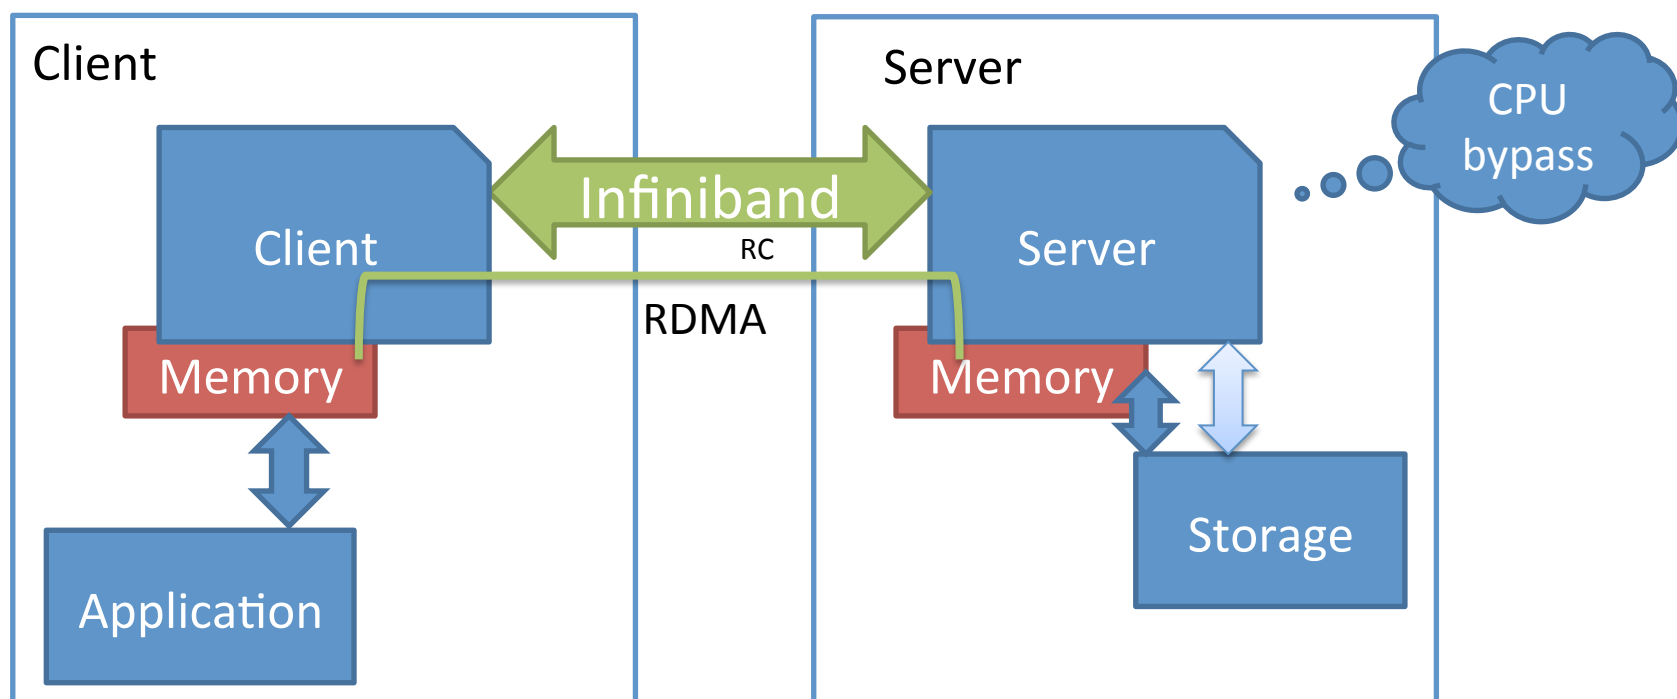 Client
Server
CPU
bypass
Infiniband
RC
Client
Server
RDMA
Memory
Memory
Storage
Application